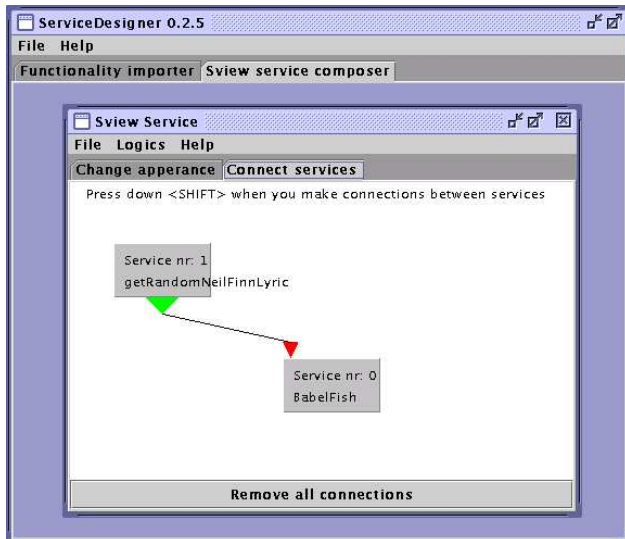 ServiceDesigner 0.2.5
File Help
Functionality importer Sview service composer
Sview Service
File Logics Help
Change apperance Connect services
Press down <SHIFT> when you make connections between services
Service nr: 1
getRandomNeilFinnLyric
Service nr: 0
BabelFish
Remove all connections